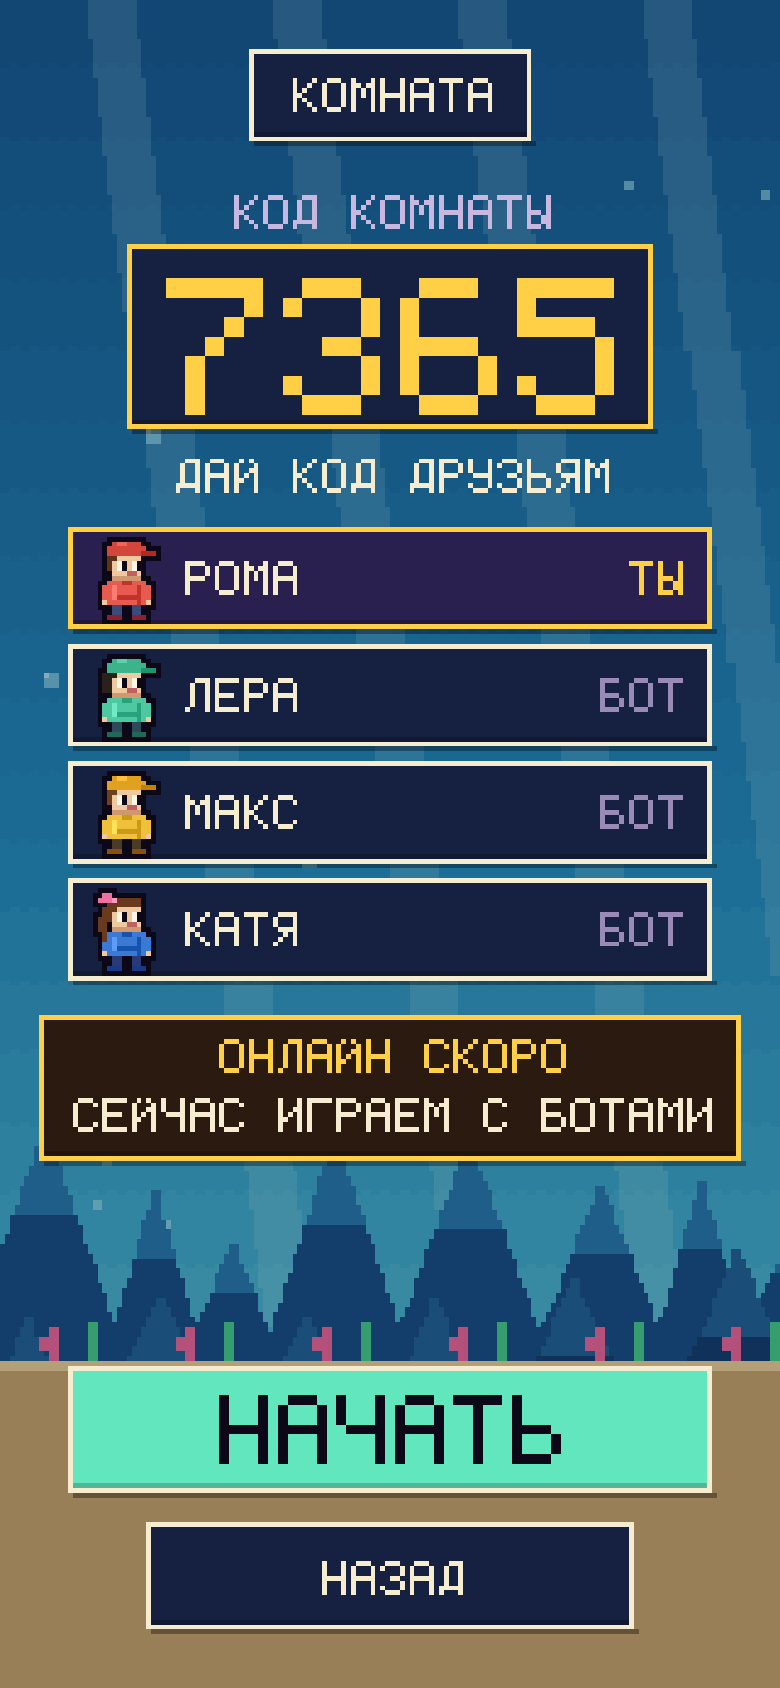 КОМНАТА
КОД КОМНАТЫ
7365
ДАЙ КОД ДРУЗЬЯМ
РОМА ТЫ
ЛЕРА БОТ
МАКС БОТ
КАТЯ БОТ
ОНЛАЙН СКОРО
СЕЙЧАС ИГРАЕМ С БОТАМИ
НАЧАТЬ
НАЗАД